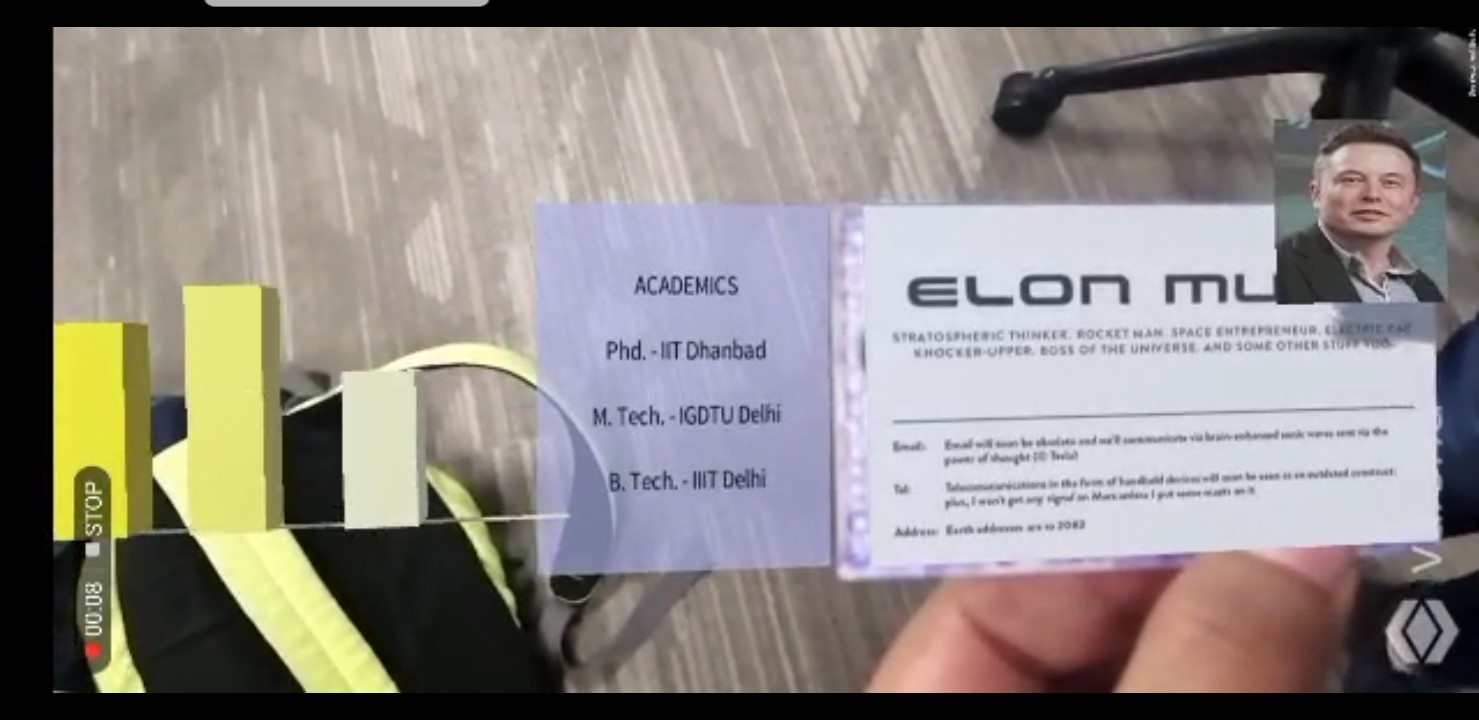 ACADEMICS
Phd. - IIT Dhanbad
M. Tech. - IGDTU Delhi
B. Tech. - IIIT Delhi
ELON MU
STRATOSPHERIC THINKER. ROCKET MAN. SPACE ENTREPRENEUR. ELECTRIC CAR
KNOCKER-UPPER. BOSS OF THE UNIVERSE. AND SOME OTHER STUFF TOO.
Email: Email will soon be obsolete and we'll communicate via brain-enhanced sonic waves sent via the
power of thought (© Tesla)
Tel: Telecommunications in the form of handheld devices will soon be seen as an outdated construct;
plus, I won't get any signal on Mars unless I put some masts on it
Address: Earth addresses are so 2082
00:08 STOP